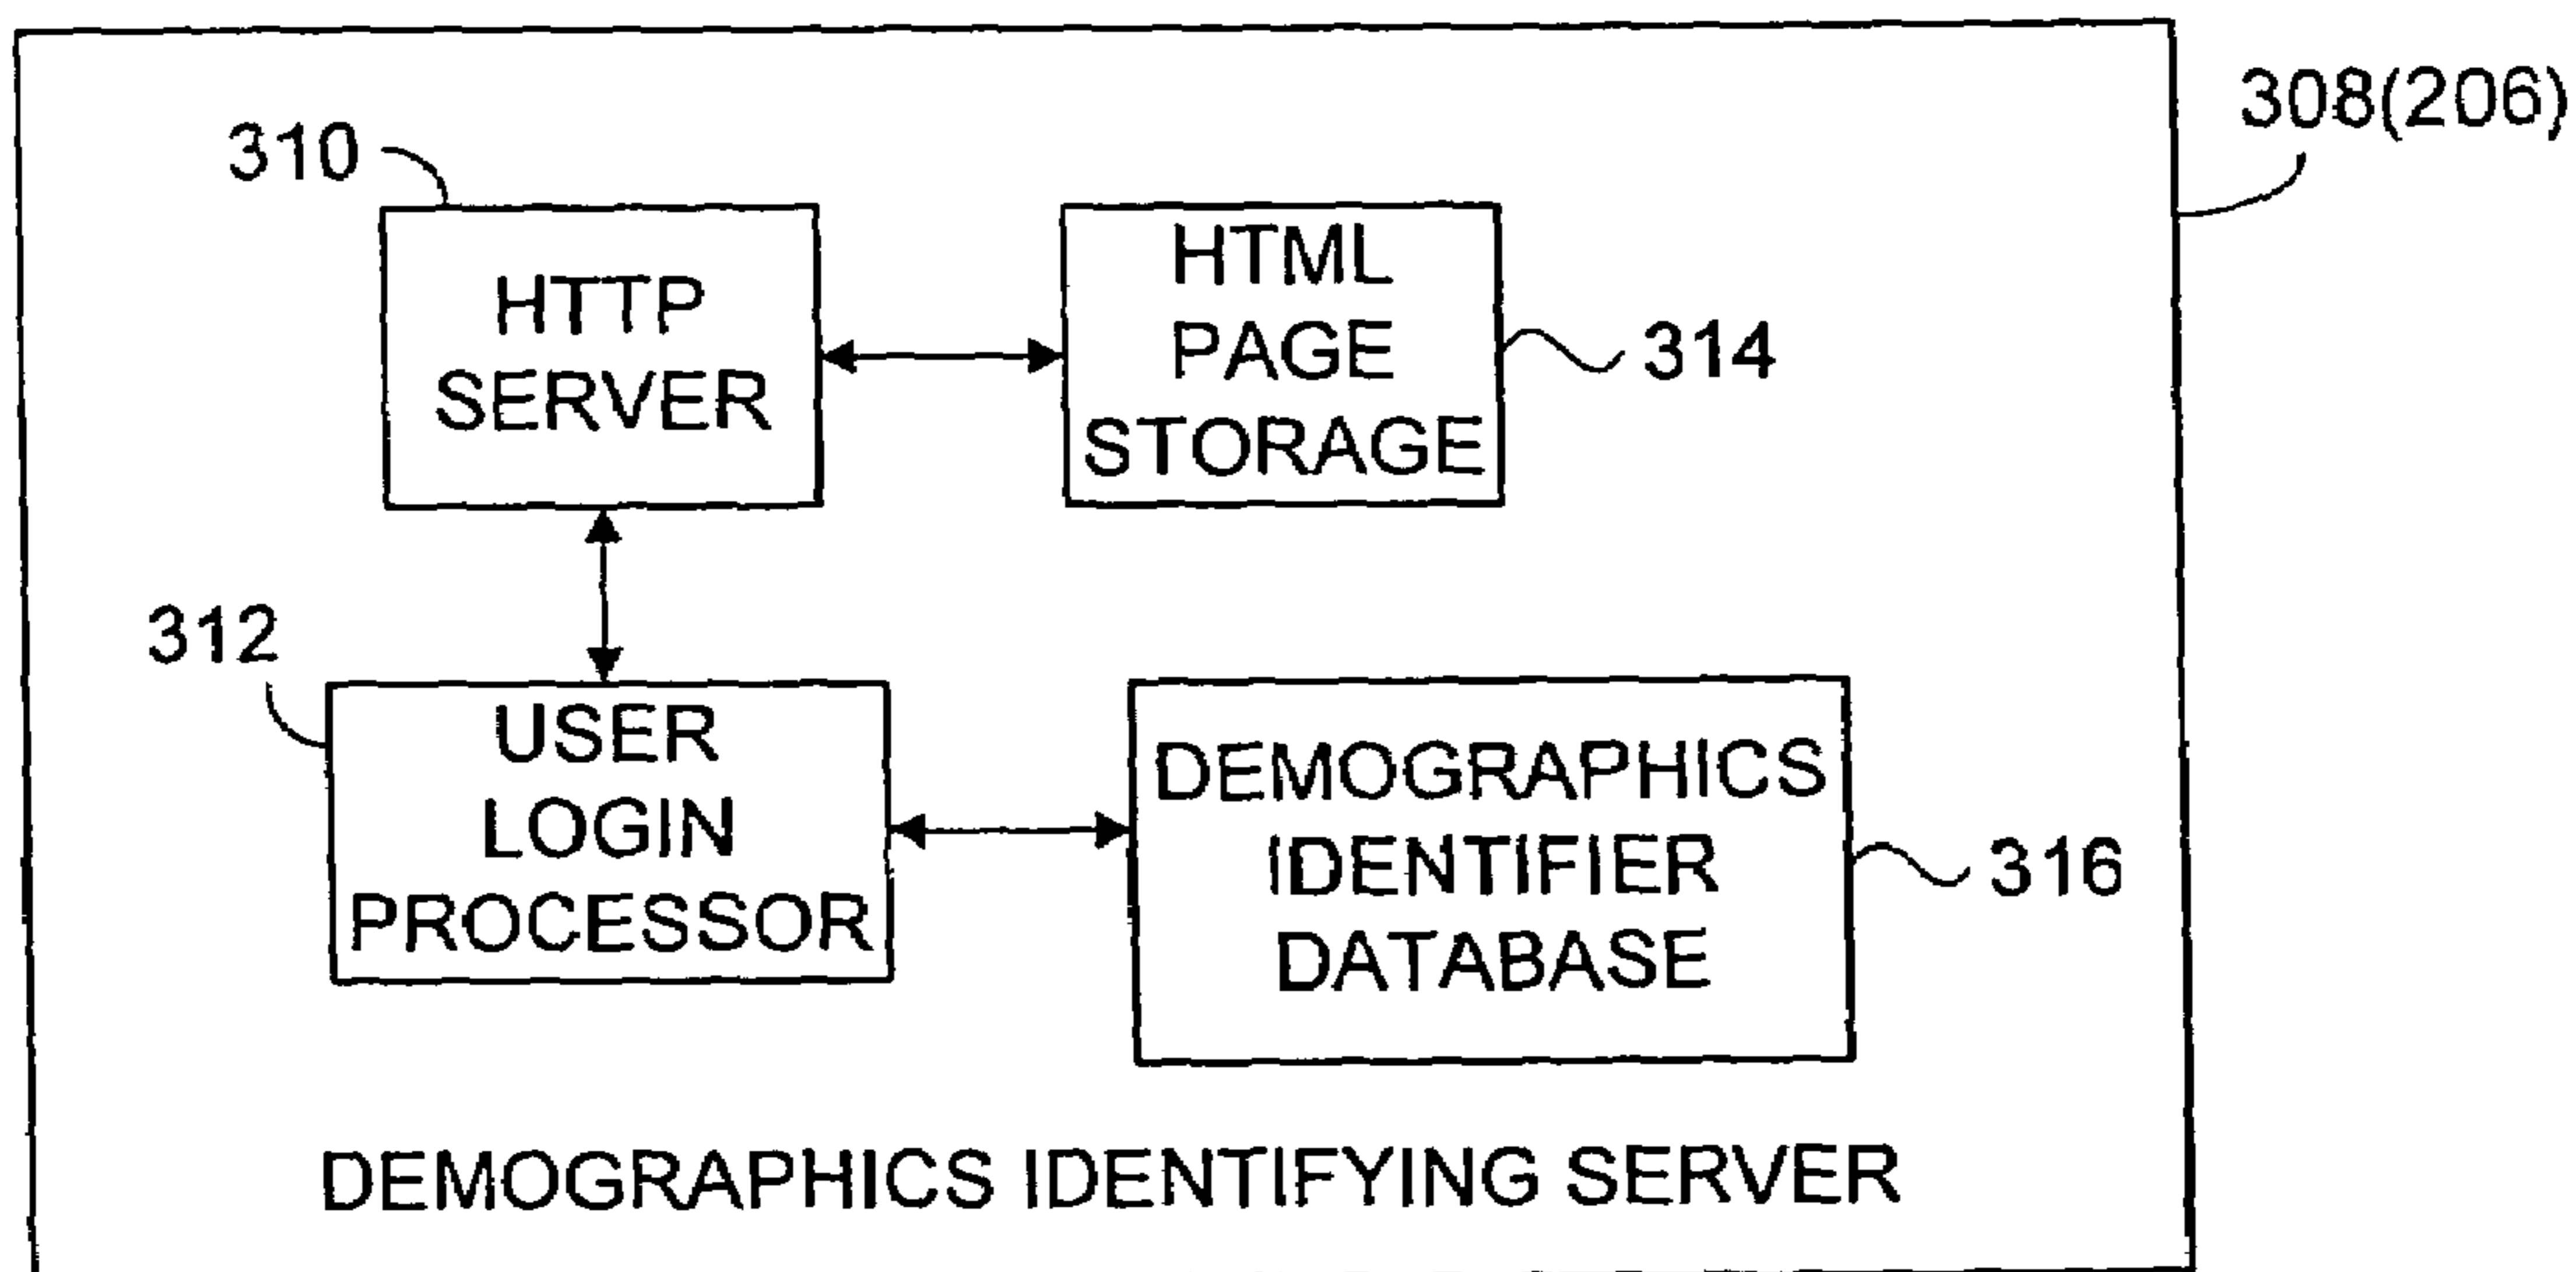 308(206)
310
HTTP
SERVER
HTML
PAGE
STORAGE
314
312
USER
LOGIN
PROCESSOR
DEMOGRAPHICS
IDENTIFIER
DATABASE
316
DEMOGRAPHICS IDENTIFYING SERVER